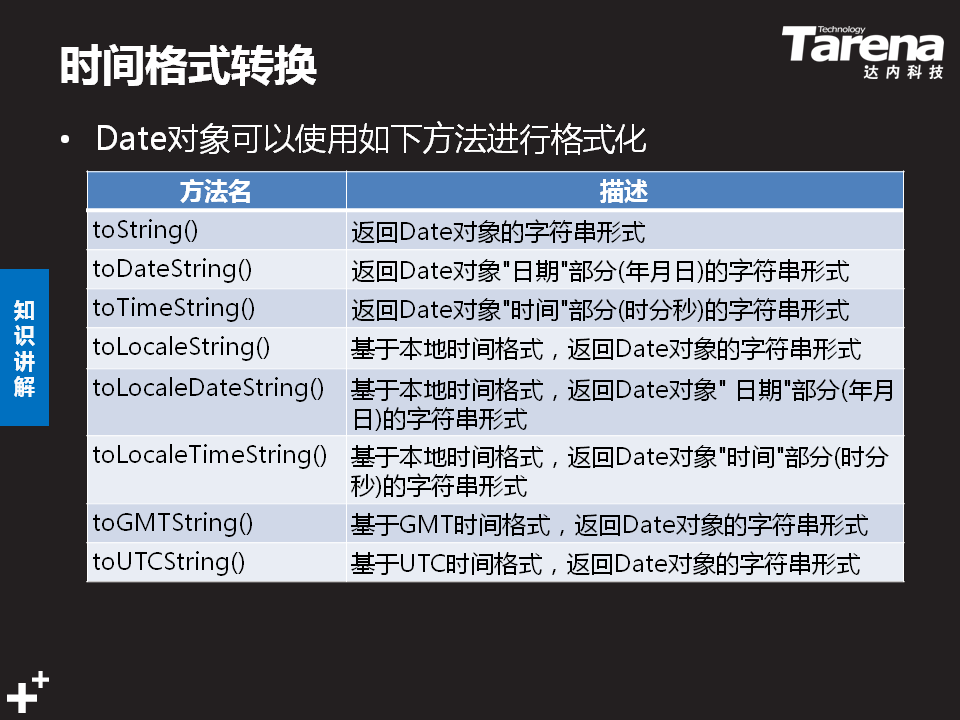 时间格式转换
Technology
Tarena
达内科技
• Date对象可以使用如下方法进行格式化
方法名 描述
toString() 返回Date对象的字符串形式
toDateString() 返回Date对象"日期"部分(年月日)的字符串形式
toTimeString() 返回Date对象"时间"部分(时分秒)的字符串形式
toLocaleString() 基于本地时间格式，返回Date对象的字符串形式
toLocaleDateString() 基于本地时间格式，返回Date对象" 日期"部分(年月
日)的字符串形式
toLocaleTimeString() 基于本地时间格式，返回Date对象"时间"部分(时分
秒)的字符串形式
toGMTString() 基于GMT时间格式，返回Date对象的字符串形式
toUTCString() 基于UTC时间格式，返回Date对象的字符串形式
知
识
讲
解